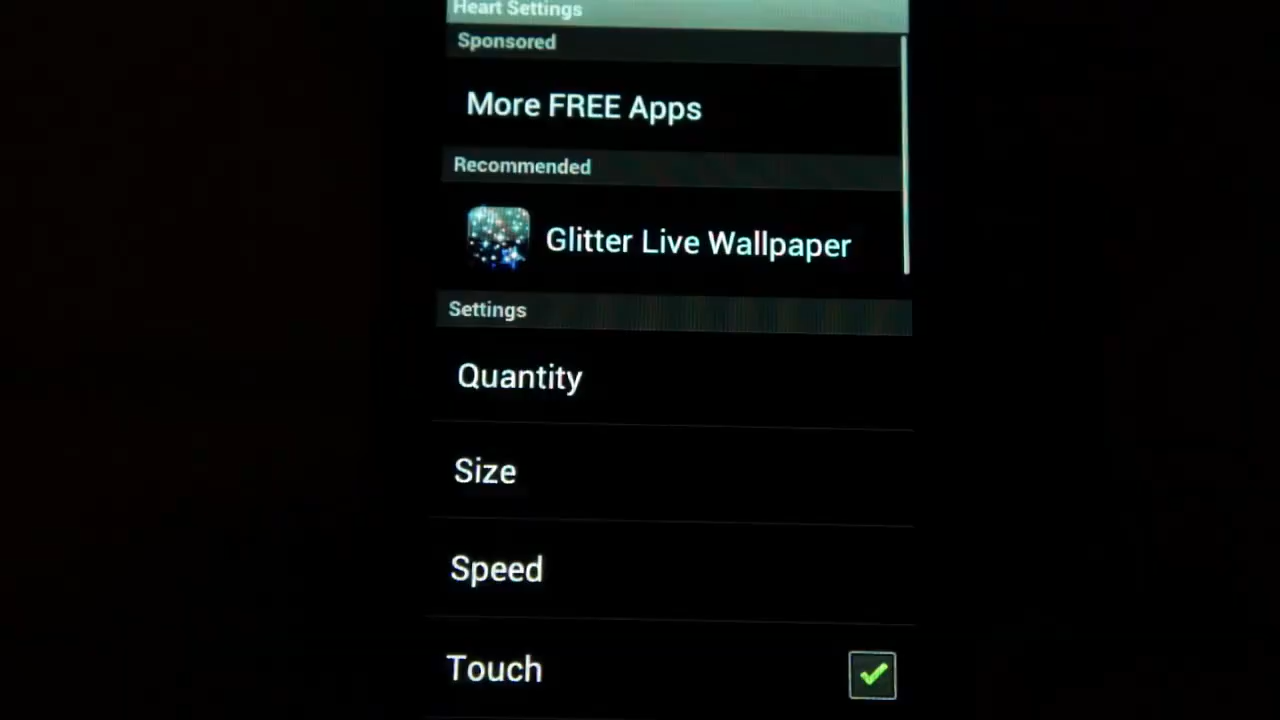 Heart Settings
Sponsored
More FREE Apps
Recommended
Glitter Live Wallpaper
Settings
Quantity
Size
Speed
Touch